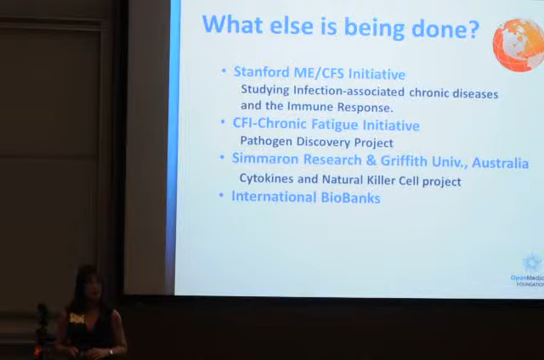 What else is being done?
• Stanford ME/CFS Initiative
Studying Infection-associated chronic diseases
and the Immune Response.
• CFI-Chronic Fatigue Initiative
Pathogen Discovery Project
• Simmaron Research & Griffith Univ., Australia
Cytokines and Natural Killer Cell project
• International BioBanks
FOUNDATION